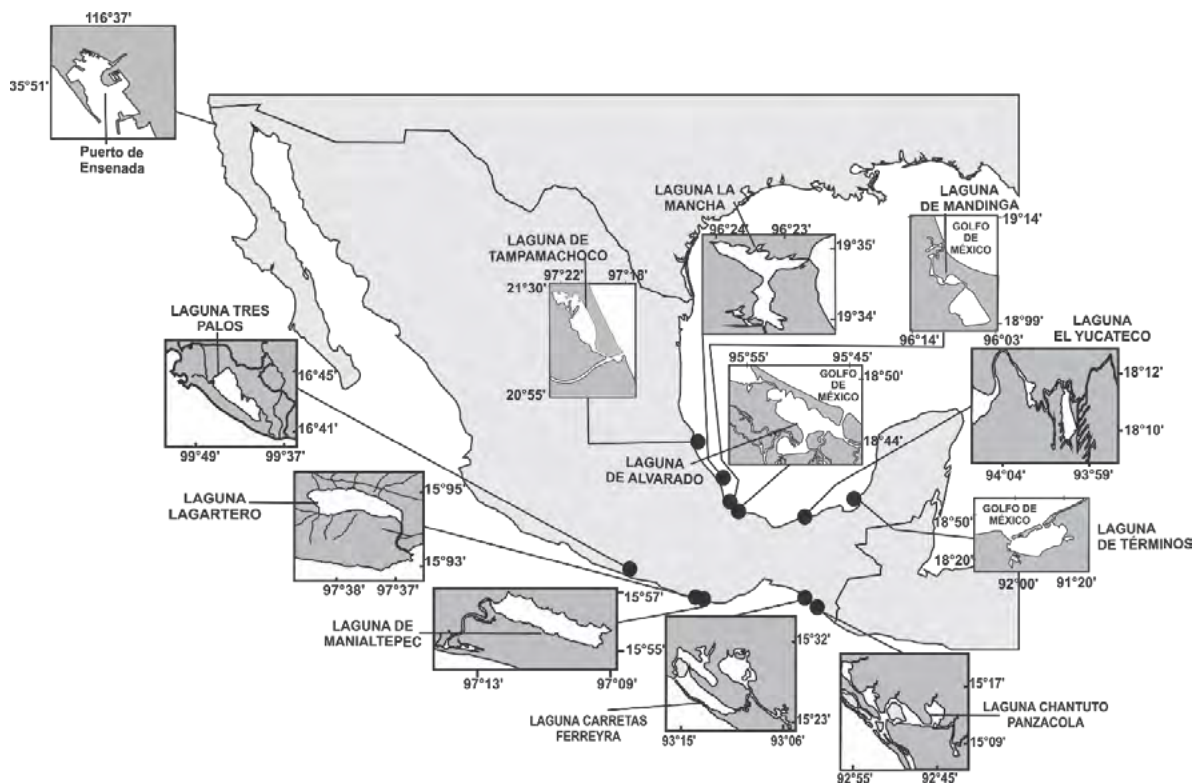 116°37'
35°51'
Puerto de
Ensenada
LAGUNA LA
MANCHA
96°24'
96°23'
19°35'
19°34'
LAGUNA
DE MANDINGA
19°14'
GOLFO
DE
MÉXICO
18°99'
96°14'
96°03'
LAGUNA DE
TAMPAMACHOCO
97°22'
97°18'
21°30'
20°55'
LAGUNA
EL YUCATECO
18°12'
18°10'
94°04'
93°59'
LAGUNA TRES
PALOS
16°45'
16°41'
99°49'
99°37'
95°55'
95°45'
GOLFO
DE
MÉXICO
18°50'
18°44'
LAGUNA
DE ALVARADO
LAGUNA
LAGARTERO
15°95'
15°93'
97°38'
97°37'
GOLFO DE
MÉXICO
18°50'
18°20'
92°00'
91°20'
LAGUNA
DE TÉRMINOS
LAGUNA DE
MANIALTEPEC
15°57'
15°55'
97°13'
97°09'
15°32'
15°23'
LAGUNA CARRETAS
FERREYRA
93°15'
93°06'
15°17'
15°09'
LAGUNA CHANTUTO
PANZACOLA
92°55'
92°45'